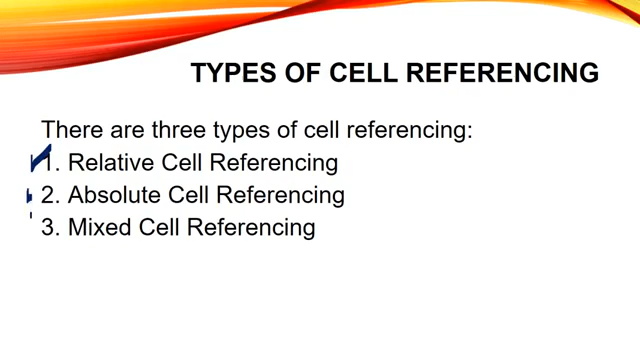 TYPES OF CELL REFERENCING
There are three types of cell referencing:
1. Relative Cell Referencing
2. Absolute Cell Referencing
3. Mixed Cell Referencing